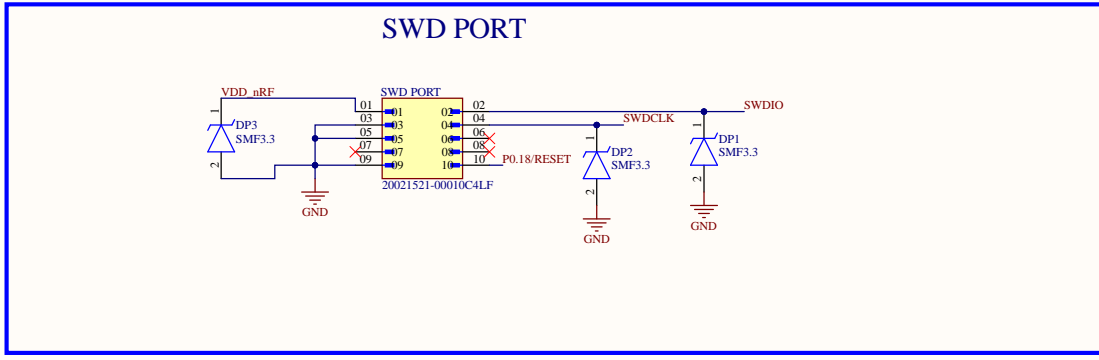 SWD PORT
VDD_nRF
SWD PORT
1
01
01
02
02
SWDIO
03
03
04
04
SWDCLK
DP3
SMF3.3
05
05
06
06
1
1
DP1
SMF3.3
07
07
08
08
DP2
SMF3.3
2
09
09
10
10
P0.18/RESET
20021521-00010C4LF
2
2
GND
GND
GND